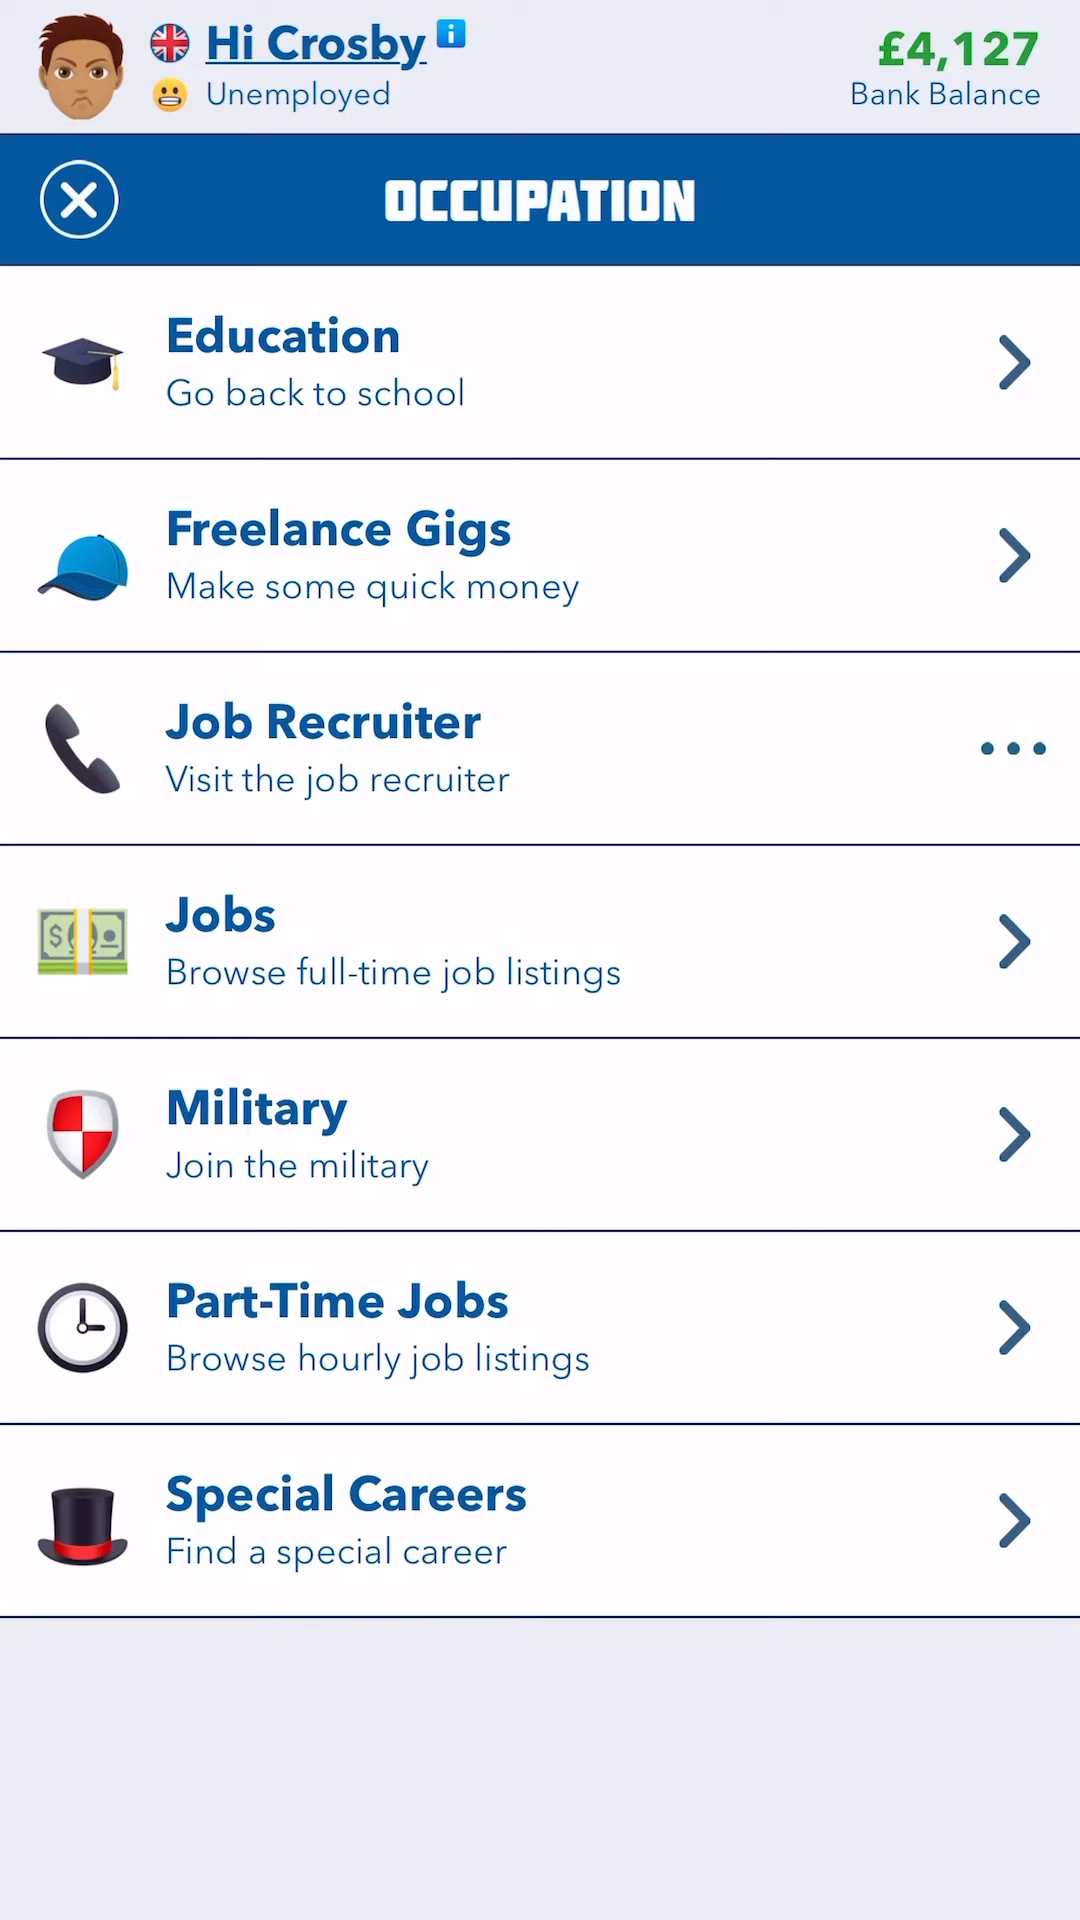 Hi Crosby i
Unemployed
£4,127
Bank Balance
OCCUPATION
Education
Go back to school
Freelance Gigs
Make some quick money
Job Recruiter
Visit the job recruiter
Jobs
Browse full-time job listings
Military
Join the military
Part-Time Jobs
Browse hourly job listings
Special Careers
Find a special career